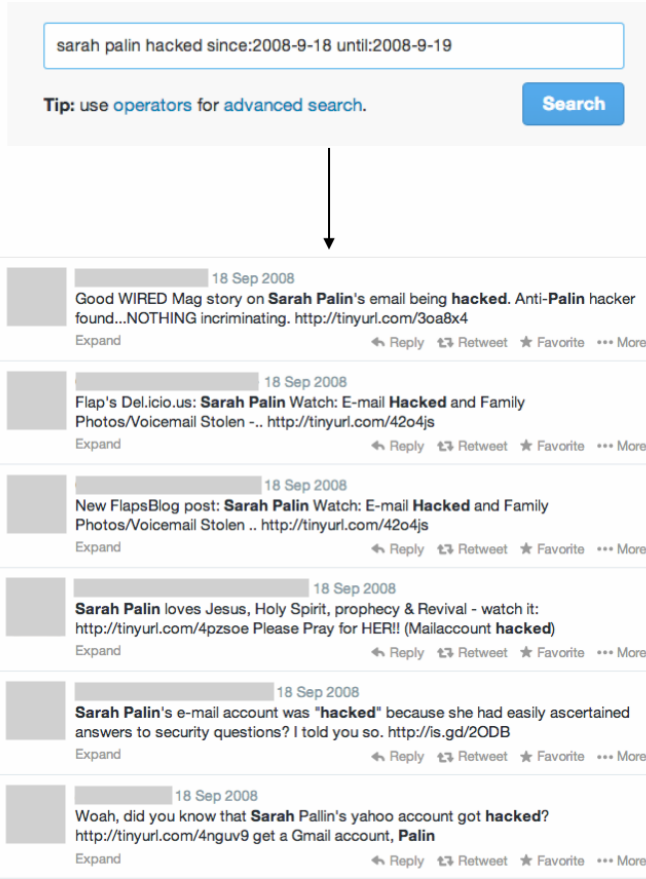 sarah palin hacked since:2008-9-18 until:2008-9-19
Tip: use operators for advanced search.
Search
18 Sep 2008
Good WIRED Mag story on Sarah Palin's email being hacked. Anti-Palin hacker
found...NOTHING incriminating. http://tinyurl.com/3oa8x4
Expand
Reply Retweet Favorite More
18 Sep 2008
Flap's Del.icio.us: Sarah Palin Watch: E-mail Hacked and Family
Photos/Voicemail Stolen -.. http://tinyurl.com/42o4js
Expand
Reply Retweet Favorite More
18 Sep 2008
New FlapsBlog post: Sarah Palin Watch: E-mail Hacked and Family
Photos/Voicemail Stolen .. http://tinyurl.com/42o4js
Expand
Reply Retweet Favorite More
18 Sep 2008
Sarah Palin loves Jesus, Holy Spirit, prophecy & Revival - watch it:
http://tinyurl.com/4pzsoe Please Pray for HER!! (Mailaccount hacked)
Expand
Reply Retweet Favorite More
18 Sep 2008
Sarah Palin's e-mail account was "hacked" because she had easily ascertained
answers to security questions? I told you so. http://is.gd/2ODB
Expand
Reply Retweet Favorite More
18 Sep 2008
Woah, did you know that Sarah Pallin's yahoo account got hacked?
http://tinyurl.com/4nguv9 get a Gmail account, Palin
Expand
Reply Retweet Favorite More